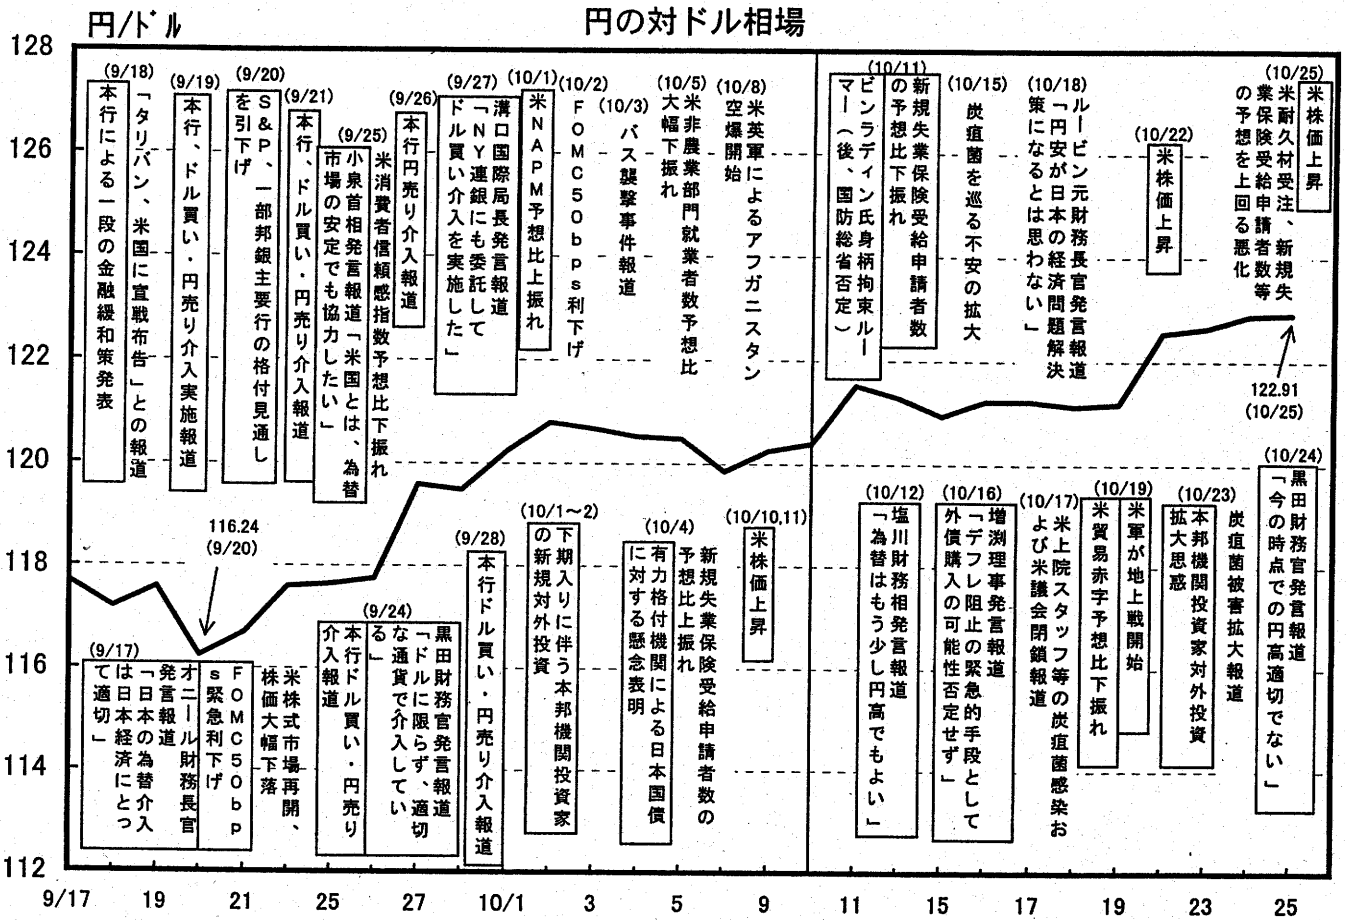 円の対ドル相場
円/ドル
128
126
124
122
120
118
116
114
112
(9/18)
「タリバン、米国に宣戦布告」との報道
本行による一段の金融緩和策発表
(9/19)
本行、ドル買い・円売り介入実施報道
(9/20)
S&P、一部邦銀主要行の格付見通し
を引下げ
(9/21)
本行、ドル買い・円売り介入報道
(9/25)
米消費者信頼感指数予想比下振れ
小泉首相発言報道「米国とは、為替
市場の安定でも協力したい」
(9/26)
本行円売り介入報道
(9/27)
溝口国際局長発言報道
「NY連銀にも委託して
ドル買い介入を実施した」
(10/1)
米NAPM予想比上振れ
(10/2)
FOMC50bps利下げ
(10/3)
バス襲撃事件報道
(10/5)
米非農業部門就業者数予想比
大幅下振れ
(10/8)
米英軍によるアフガニスタン
空爆開始
(10/11)
新規失業保険受給申請者数
の予想比下振れ
ビンラディン氏身柄拘束ルー
マー(後、国防総省否定)
(10/15)
炭疽菌を巡る不安の拡大
(10/18)
ルービン元財務長官発言報道
「円安が日本の経済問題解決
策になるとは思わない」
(10/22)
米株価上昇
(10/25)
米株価上昇
米耐久材受注、新規失
業保険受給申請者数等
の予想を上回る悪化
116.24
(9/20)
122.91
(10/25)
(9/17)
オニール財務長官
発言報道
「日本の為替介入
は日本経済にとっ
て適切」
FOMC50bp
s緊急利下げ
米株式市場再開、
株価大幅下落
(9/24)
黒田財務官発言報道
「ドルに限らず、適切
な通貨で介入してい
る」
本行ドル買い・円売り
介入報道
(9/28)
本行ドル買い・円売り介入報道
(10/1~2)
下期入りに伴う本邦機関投資家
の新規対外投資
(10/4)
新規失業保険受給申請者数の
予想比上振れ
有力格付機関による日本国債
に対する懸念表明
(10/10,11)
米株価上昇
(10/12)
塩川財務相発言報道
「為替はもう少し円高でもよい」
(10/16)
増渕理事発言報道
「デフレ阻止の緊急的手段として
外債購入の可能性否定せず」
(10/17)
米上院スタッフ等の炭疽菌感染お
よび米議会閉鎖報道
(10/19)
米軍が地上戦開始
米貿易赤字予想比下振れ
(10/23)
炭疽菌被害拡大報道
本邦機関投資家対外投資
拡大思惑
(10/24)
黒田財務官発言報道
「今の時点での円高適切でない」
9/17 19 21 25 27 10/1 3 5 9 11 15 17 19 23 25